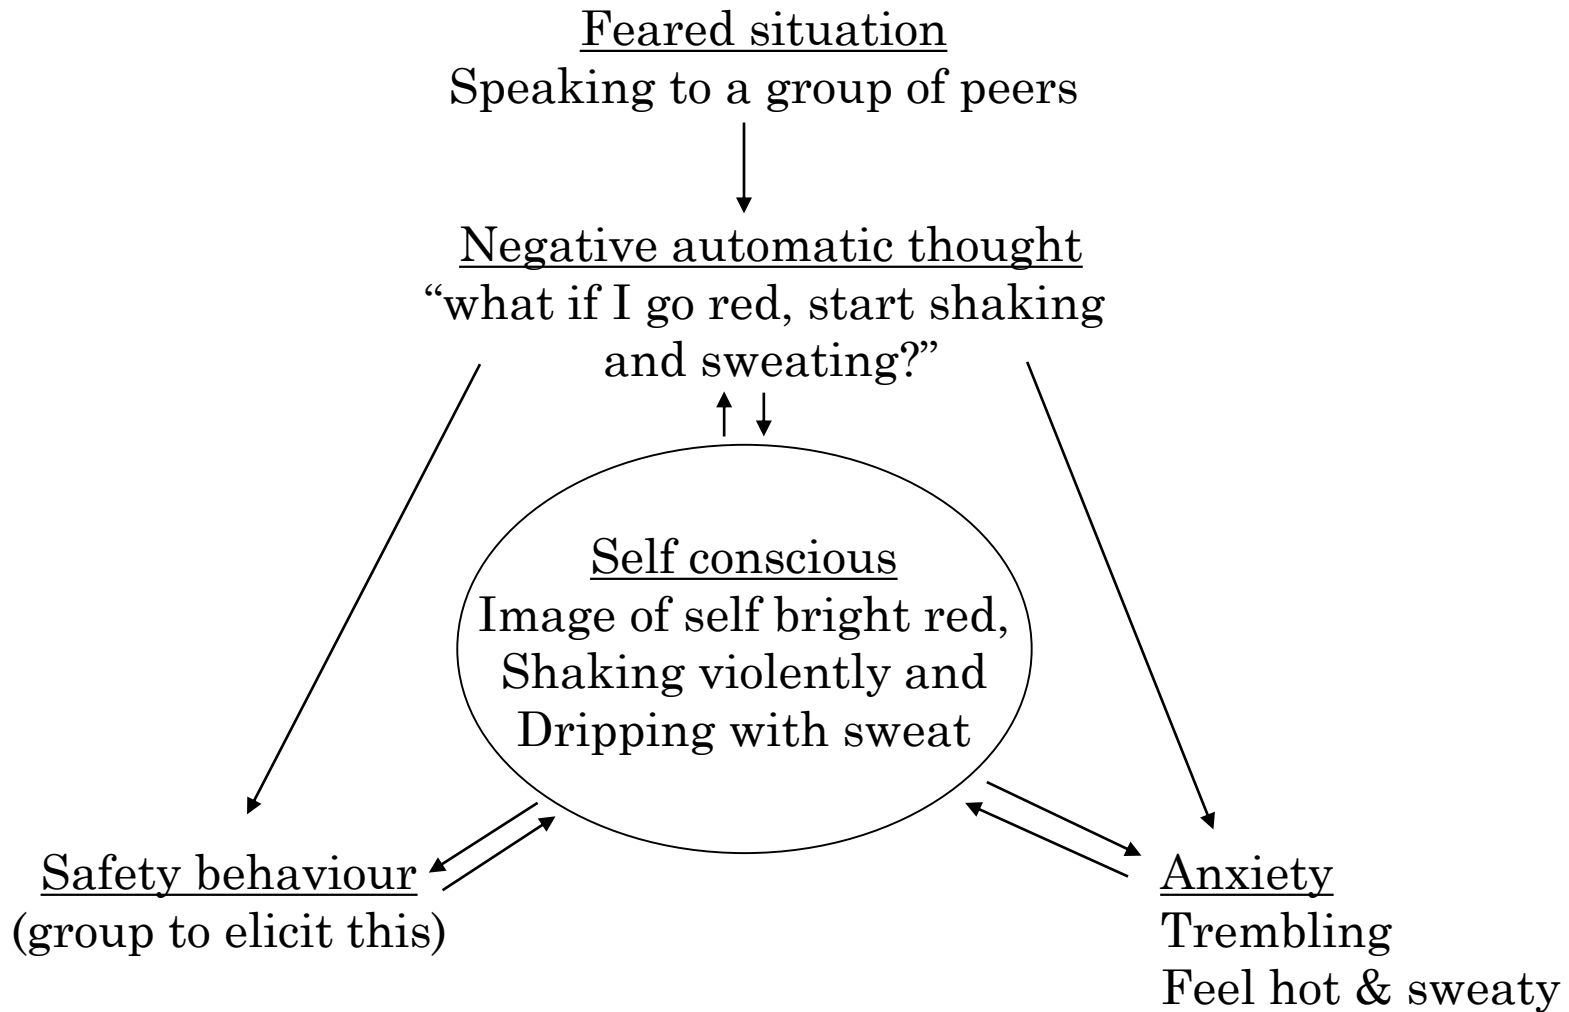 Feared situation
Speaking to a group of peers
Negative automatic thought
“what if I go red, start shaking
and sweating?”
Self conscious
Image of self bright red,
Shaking violently and
Dripping with sweat
Safety behaviour
(group to elicit this)
Anxiety
Trembling
Feel hot & sweaty